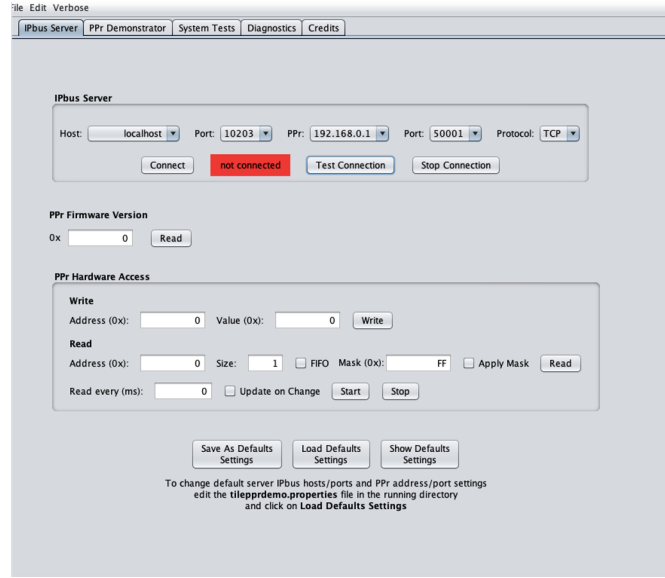 File Edit Verbose
IPbus Server PPr Demonstrator System Tests Diagnostics Credits
IPbus Server
Host: localhost Port: 10203 PPr: 192.168.0.1 Port: 50001 Protocol: TCP
Connect not connected Test Connection Stop Connection
PPr Firmware Version
0x 0 Read
PPr Hardware Access
Write
Address (0x): 0 Value (0x): 0 Write
Read
Address (0x): 0 Size: 1 FIFO Mask (0x): FF Apply Mask Read
Read every (ms): 0 Update on Change Start Stop
Save As Defaults Settings Load Defaults Settings Show Defaults Settings
To change default server IPbus hosts/ports and PPr address/port settings
edit the tilepprdemo.properties file in the running directory
and click on Load Defaults Settings